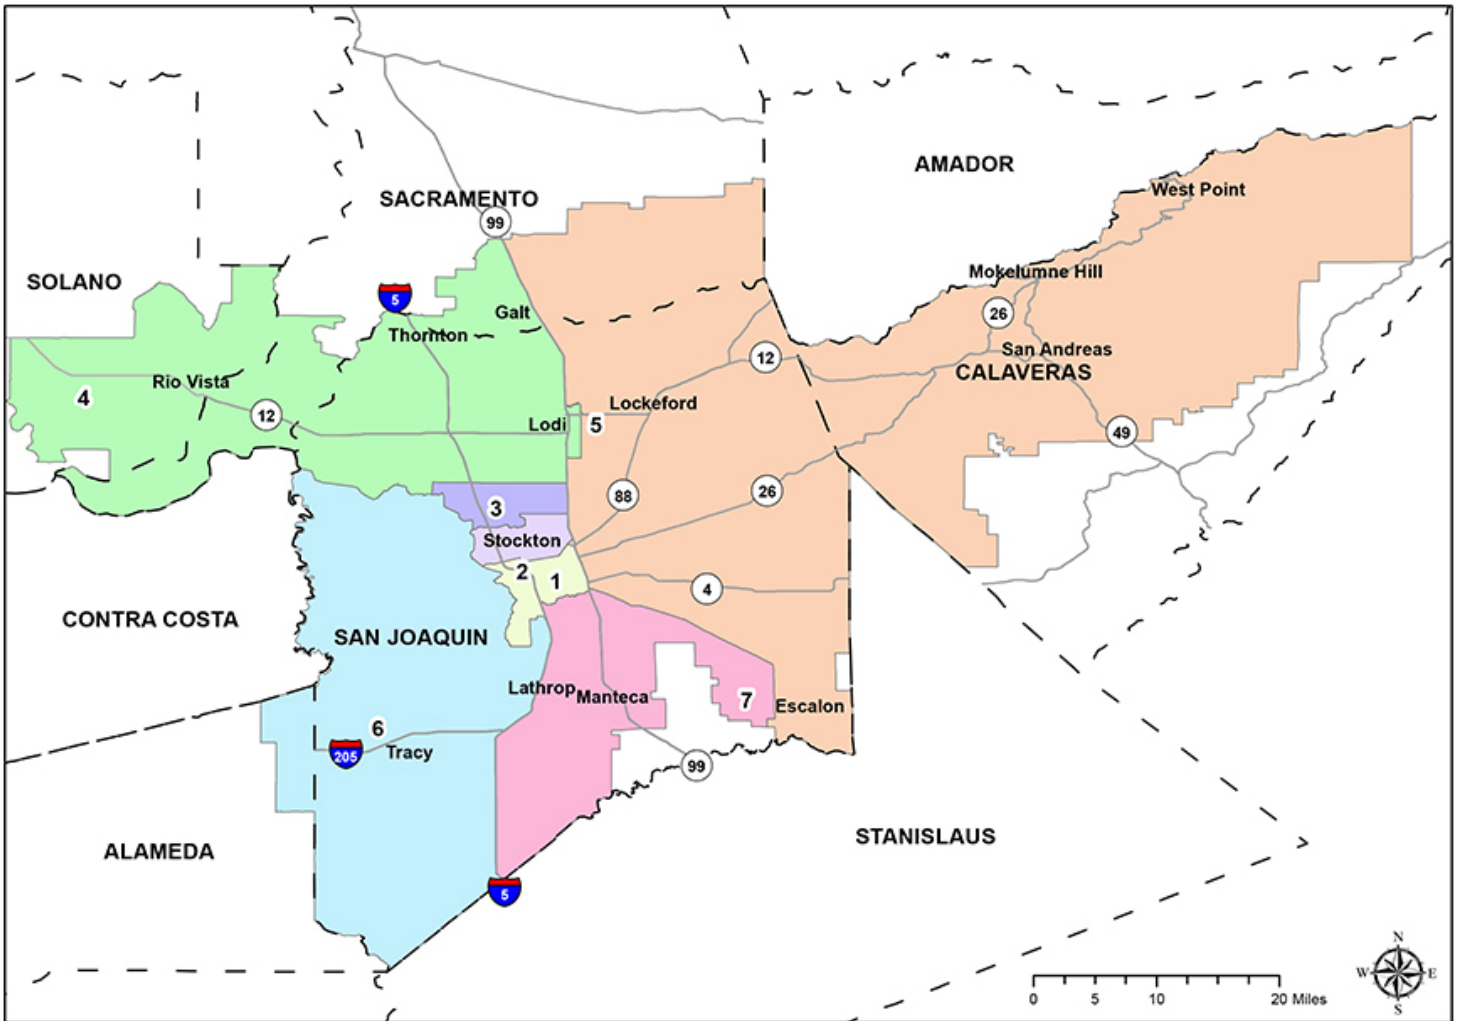 AMADOR
West Point
SACRAMENTO
99
SOLANO
Mokelumne Hill
5
Galt
26
Thornton
San Andreas
12
CALAVERAS
Rio Vista
4
Lockeford
12
Lodi
5
49
88
26
3
Stockton
2
1
4
CONTRA COSTA
SAN JOAQUIN
Lathrop
Manteca
7
Escalon
6
205
Tracy
99
STANISLAUS
ALAMEDA
5
N
W
E
S
0 5 10 20 Miles